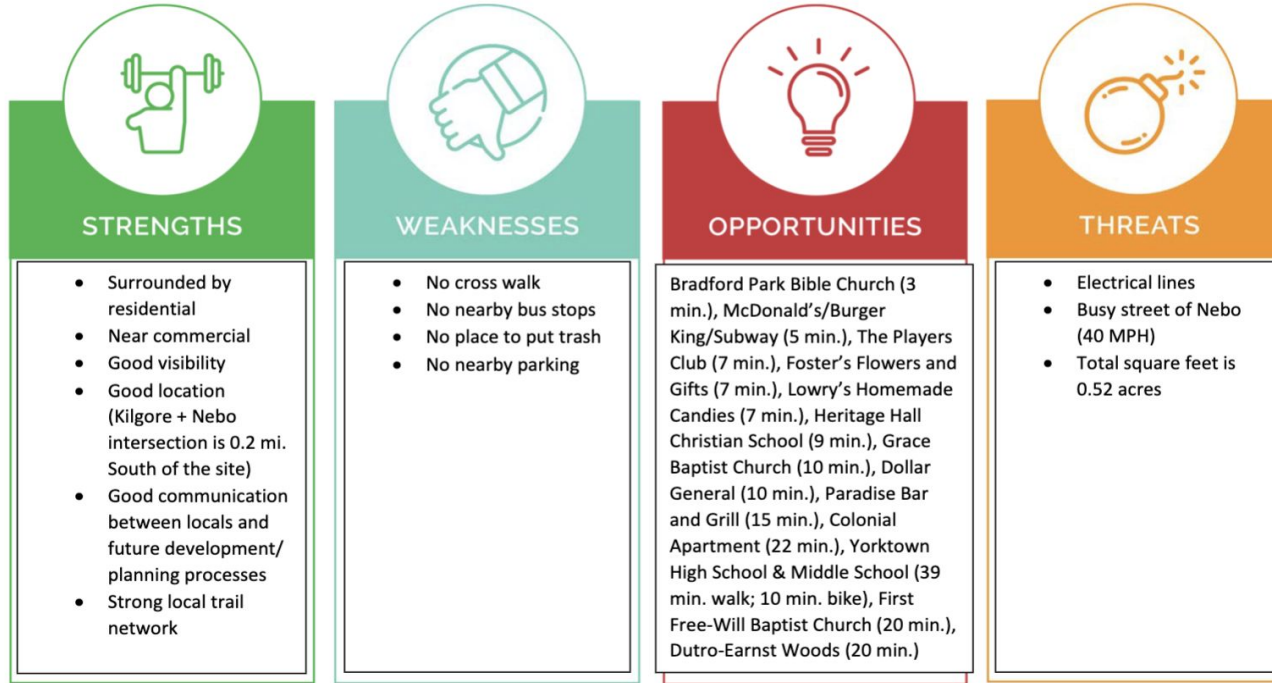 STRENGTHS
• Surrounded by
residential
• Near commercial
• Good visibility
• Good location
(Kilgore + Nebo
intersection is 0.2 mi.
South of the site)
• Good communication
between locals and
future development/
planning processes
• Strong local trail
network
WEAKNESSES
• No cross walk
• No nearby bus stops
• No place to put trash
• No nearby parking
OPPORTUNITIES
Bradford Park Bible Church (3
min.), McDonald’s/Burger
King/Subway (5 min.), The Players
Club (7 min.), Foster’s Flowers and
Gifts (7 min.), Lowry’s Homemade
Candies (7 min.), Heritage Hall
Christian School (9 min.), Grace
Baptist Church (10 min.), Dollar
General (10 min.), Paradise Bar
and Grill (15 min.), Colonial
Apartment (22 min.), Yorktown
High School & Middle School (39
min. walk; 10 min. bike), First
Free-Will Baptist Church (20 min.),
Dutro-Earnst Woods (20 min.)
THREATS
• Electrical lines
• Busy street of Nebo
(40 MPH)
• Total square feet is
0.52 acres